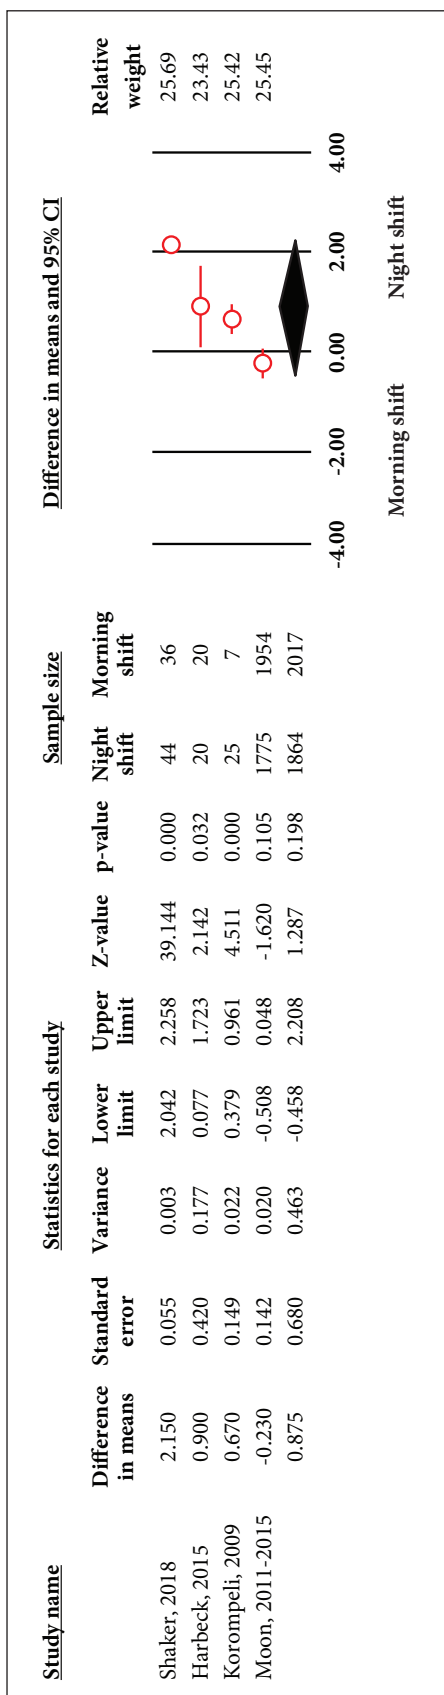 Study name Statistics for each study Sample size Difference in means and 95% CI
Difference in means Standard error Variance Lower limit Upper limit Z-value p-value Night shift Morning shift Relative weight
Shaker, 2018 2.150 0.055 0.003 2.042 2.258 39.144 0.000 44 36 25.69
Harbeck, 2015 0.900 0.420 0.177 0.077 1.723 2.142 0.032 20 20 23.43
Korompeli, 2009 0.670 0.149 0.022 0.379 0.961 4.511 0.000 25 7 25.42
Moon, 2011-2015 -0.230 0.142 0.020 -0.508 0.048 -1.620 0.105 1775 1954 25.45
0.875 0.680 0.463 -0.458 2.208 1.287 0.198 1864 2017
-4.00 -2.00 0.00 2.00 4.00
Morning shift Night shift